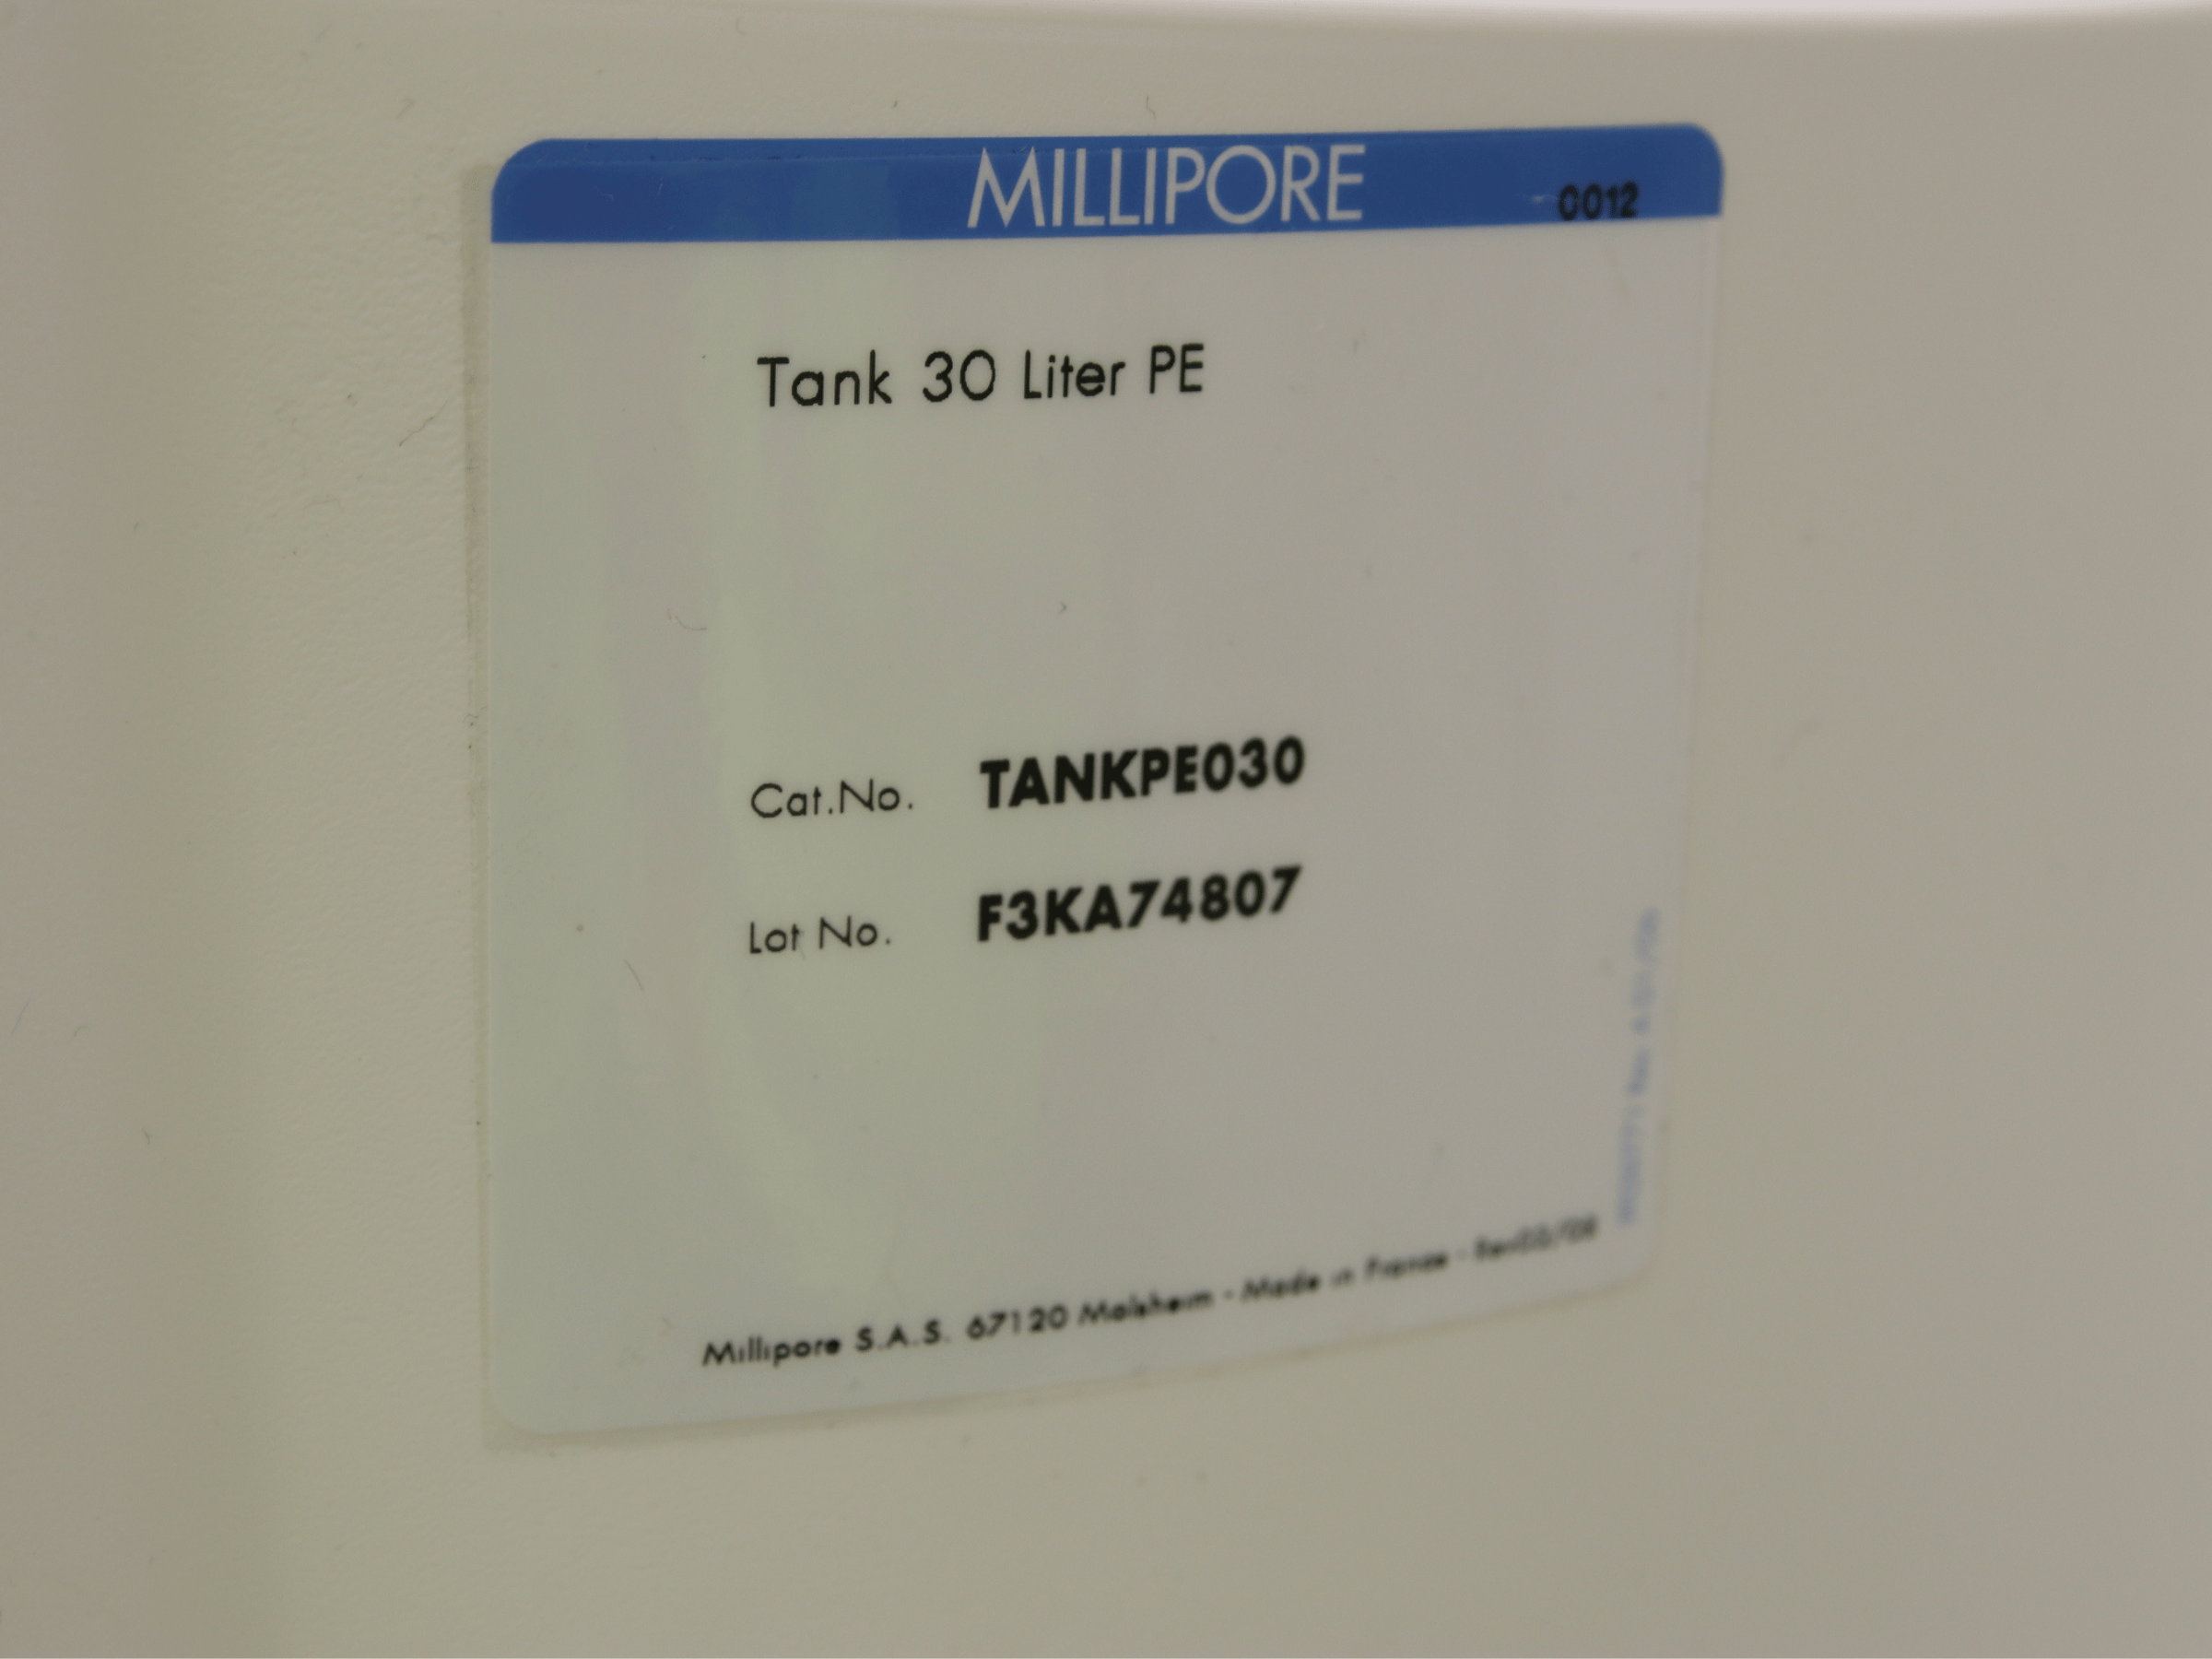 MILLIPORE
0012
Tank 30 Liter PE
Cat.No. TANKPE030
Lot No. F3KA74807
Millipore S.A.S. 67120 Molsheim - Made in France -